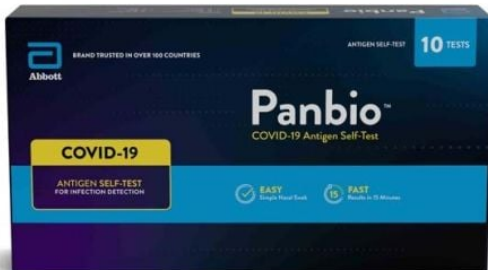 Abbott
BRAND TRUSTED IN OVER 100 COUNTRIES
ANTIGEN SELF-TEST
10 TESTS
Panbio™
COVID-19 Antigen Self-Test
COVID-19
ANTIGEN SELF-TEST
FOR INFECTION DETECTION
EASY
Simple Nasal Swab
15
FAST
Results in 15 Minutes